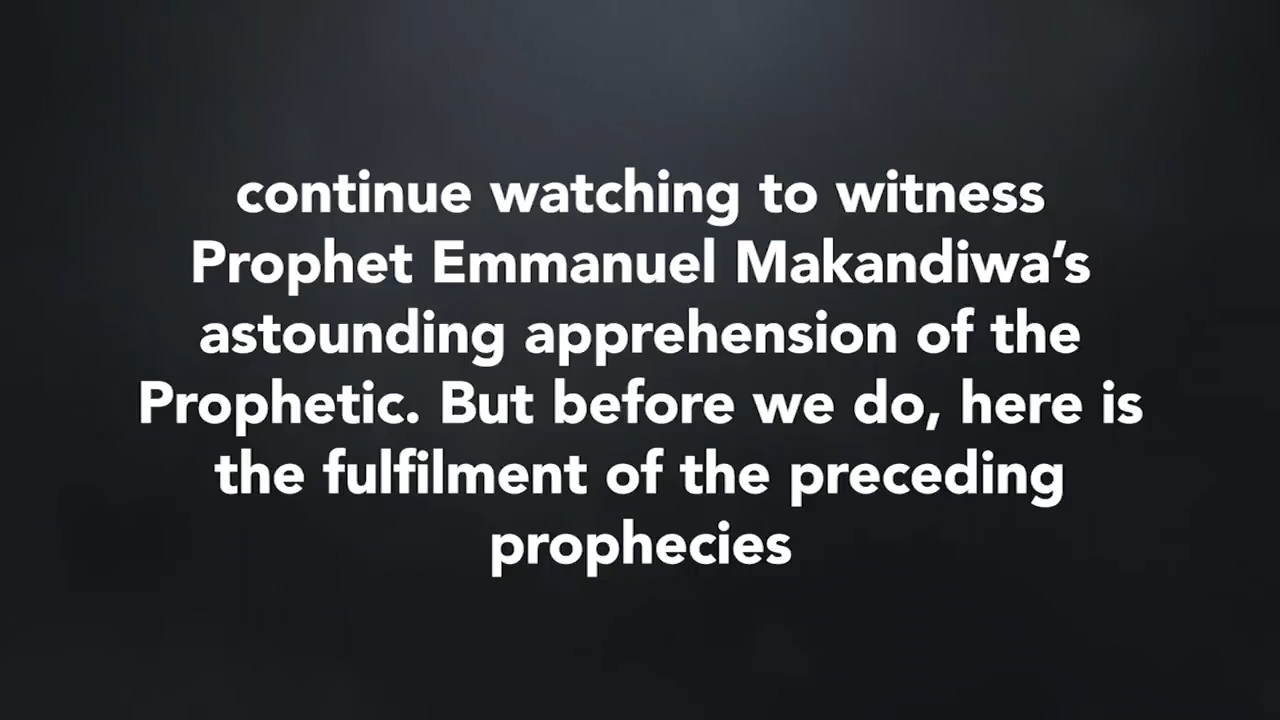 continue watching to witness
Prophet Emmanuel Makandiwa’s
astounding apprehension of the
Prophetic. But before we do, here is
the fulfilment of the preceding
prophecies